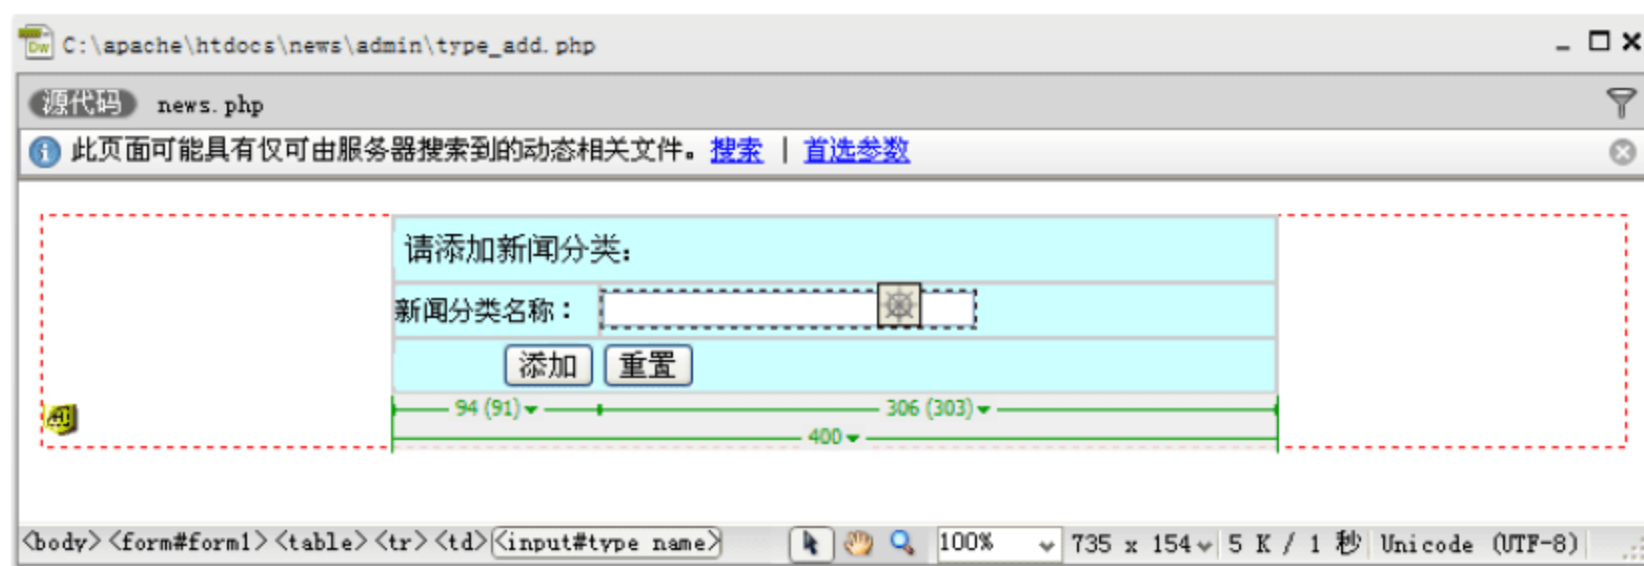 C:\apache\htdocs\news\admin\type_add.php
源代码 news.php
此页面可能具有仅可由服务器搜索到的动态相关文件。搜索 | 首选参数
请添加新闻分类：
新闻分类名称：
添加 重置
94 (91) 306 (303)
400
<body><form#form1><table><tr><td><input#type_name> 100% 735 x 154 5 K / 1 秒 Unicode (UTF-8)